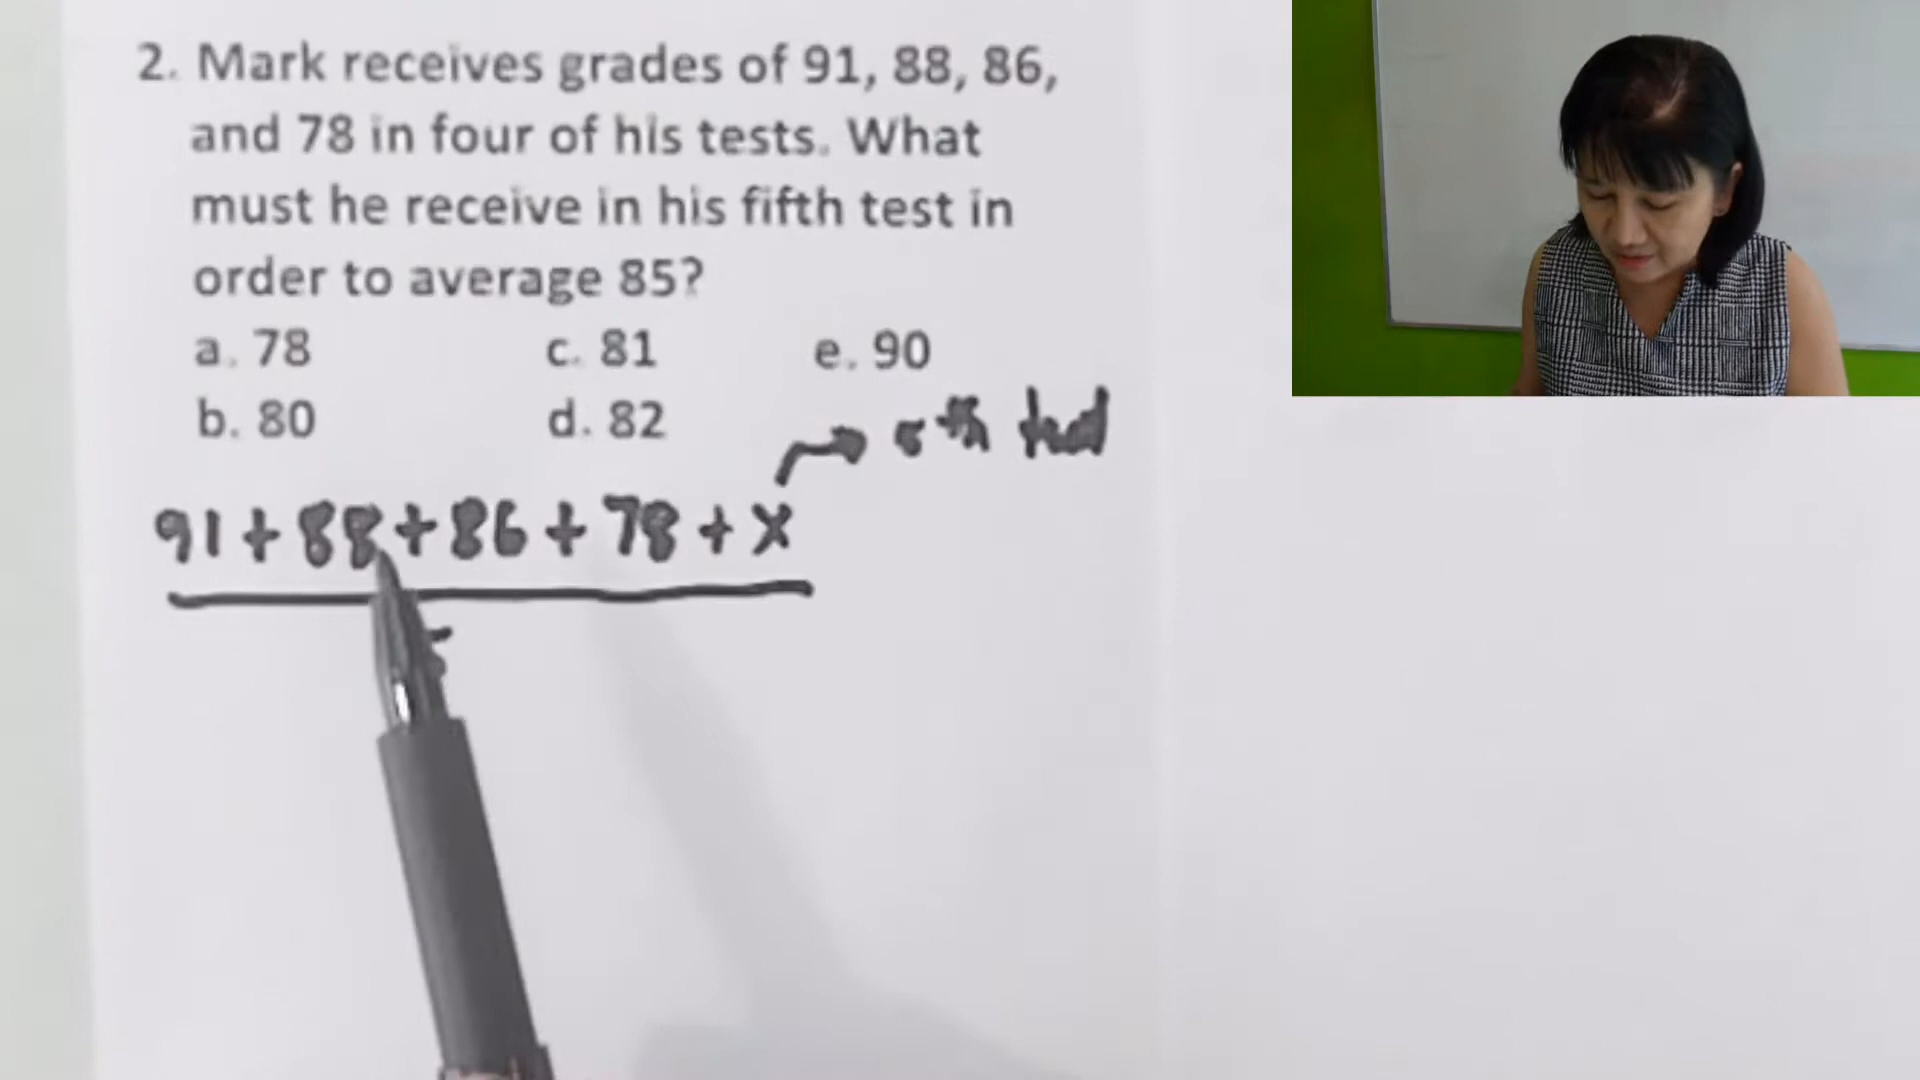 2. Mark receives grades of 91, 88, 86,
and 78 in four of his tests. What
must he receive in his fifth test in
order to average 85?
a. 78 c. 81 e. 90
b. 80 d. 82
5th test
91 + 88 + 86 + 78 + x
5